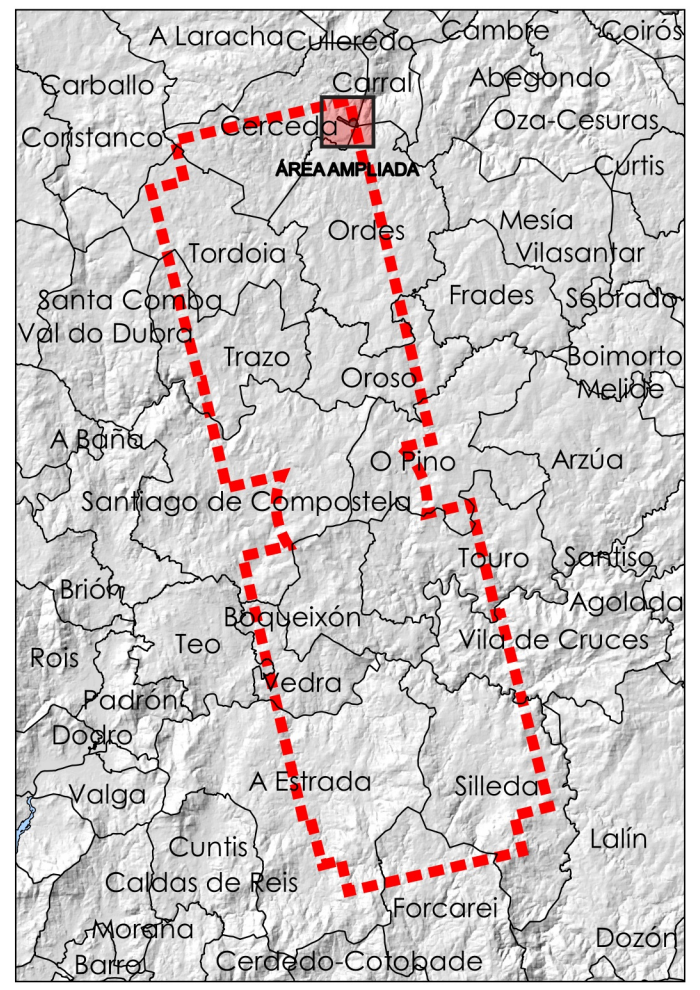 A Laracha
Culleredo
Cambre
Coirós
Carballo
Carral
Abegondo
Cerceda
Oza-Cesuras
Coristanco
ÁREA AMPLIADA
Curtis
Ordes
Mesía
Tordoia
Vilasantar
Santa Comba
Frades
Sobrado
Val do Dubra
Trazo
Oroso
Boimorto
Melide
A Baña
O Pino
Arzúa
Santiago de Compostela
Touro
Santiso
Brión
Agolada
Boqueixón
Teo
Vila de Cruces
Rois
Vedra
Padrón
Dodro
A Estrada
Silleda
Valga
Lalín
Cuntis
Caldas de Reis
Forcarei
Moraña
Dozón
Barro
Cerdedo-Cotobade